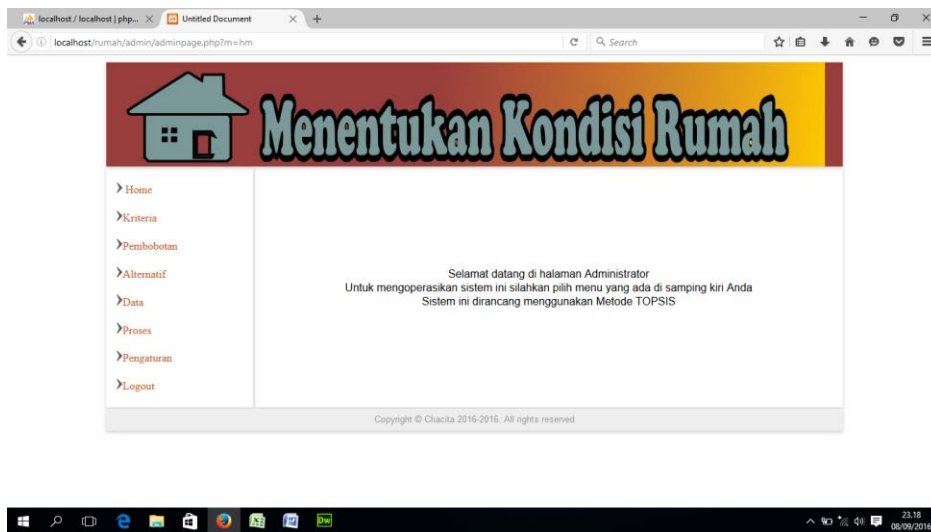 localhost / localhost | php...
Untitled Document
localhost/rumah/admin/adminpage.php?m=hm
Search
Menentukan Kondisi Rumah
Home
Kriteria
Pembobotan
Alternatif
Data
Proses
Pengaturan
Logout
Selamat datang di halaman Administrator
Untuk mengoperasikan sistem ini silahkan pilih menu yang ada di samping kiri Anda
Sistem ini dirancang menggunakan Metode TOPSIS
Copyright © Chacita 2016-2016. All rights reserved
Dw
23.18
08/09/2016